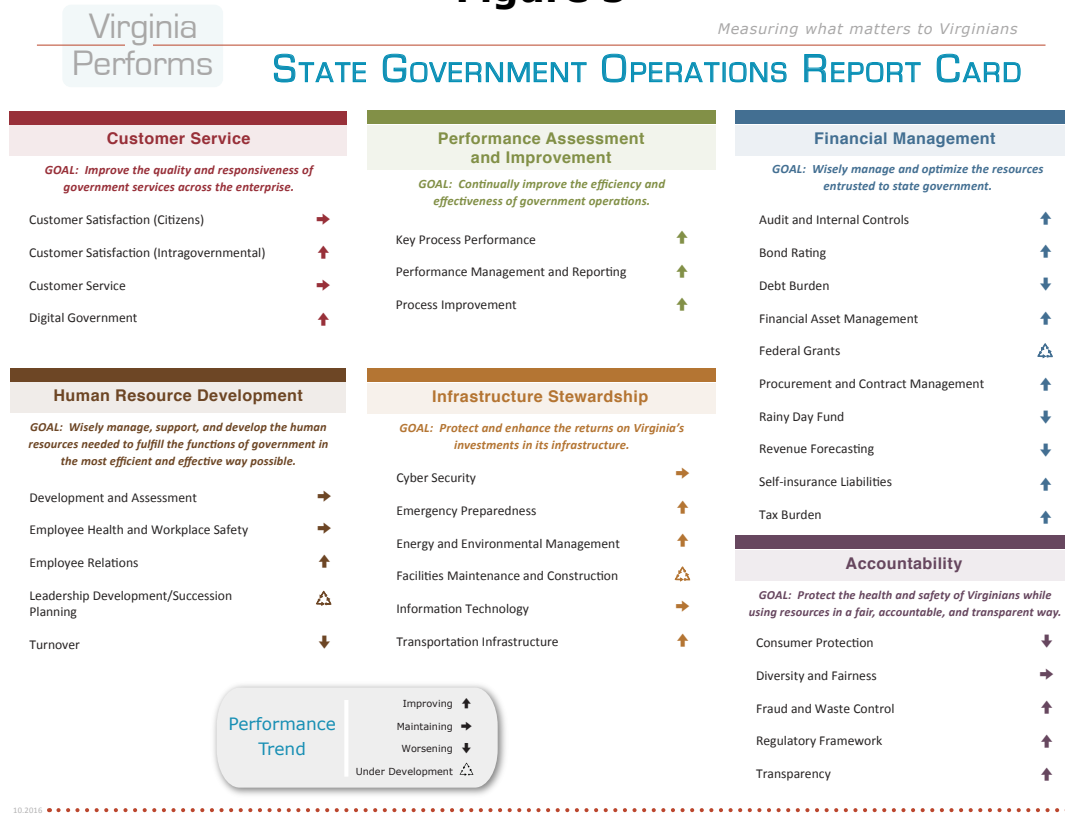 Figure 3
Virginia
Performs
Measuring what matters to Virginians
STATE GOVERNMENT OPERATIONS REPORT CARD
Customer Service
GOAL: Improve the quality and responsiveness of
government services across the enterprise.
Customer Satisfaction (Citizens)
Customer Satisfaction (Intragovernmental)
Customer Service
Digital Government
Performance Assessment
and Improvement
GOAL: Continually improve the efficiency and
effectiveness of government operations.
Key Process Performance
Performance Management and Reporting
Process Improvement
Financial Management
GOAL: Wisely manage and optimize the resources
entrusted to state government.
Audit and Internal Controls
Bond Rating
Debt Burden
Financial Asset Management
Federal Grants
Procurement and Contract Management
Rainy Day Fund
Revenue Forecasting
Self-insurance Liabilities
Tax Burden
Human Resource Development
GOAL: Wisely manage, support, and develop the human
resources needed to fulfill the functions of government in
the most efficient and effective way possible.
Development and Assessment
Employee Health and Workplace Safety
Employee Relations
Leadership Development/Succession
Planning
Turnover
Infrastructure Stewardship
GOAL: Protect and enhance the returns on Virginia's
investments in its infrastructure.
Cyber Security
Emergency Preparedness
Energy and Environmental Management
Facilities Maintenance and Construction
Information Technology
Transportation Infrastructure
Accountability
GOAL: Protect the health and safety of Virginians while
using resources in a fair, accountable, and transparent way.
Consumer Protection
Diversity and Fairness
Fraud and Waste Control
Regulatory Framework
Transparency
Performance
Trend
Improving
Maintaining
Worsening
Under Development
10.2016